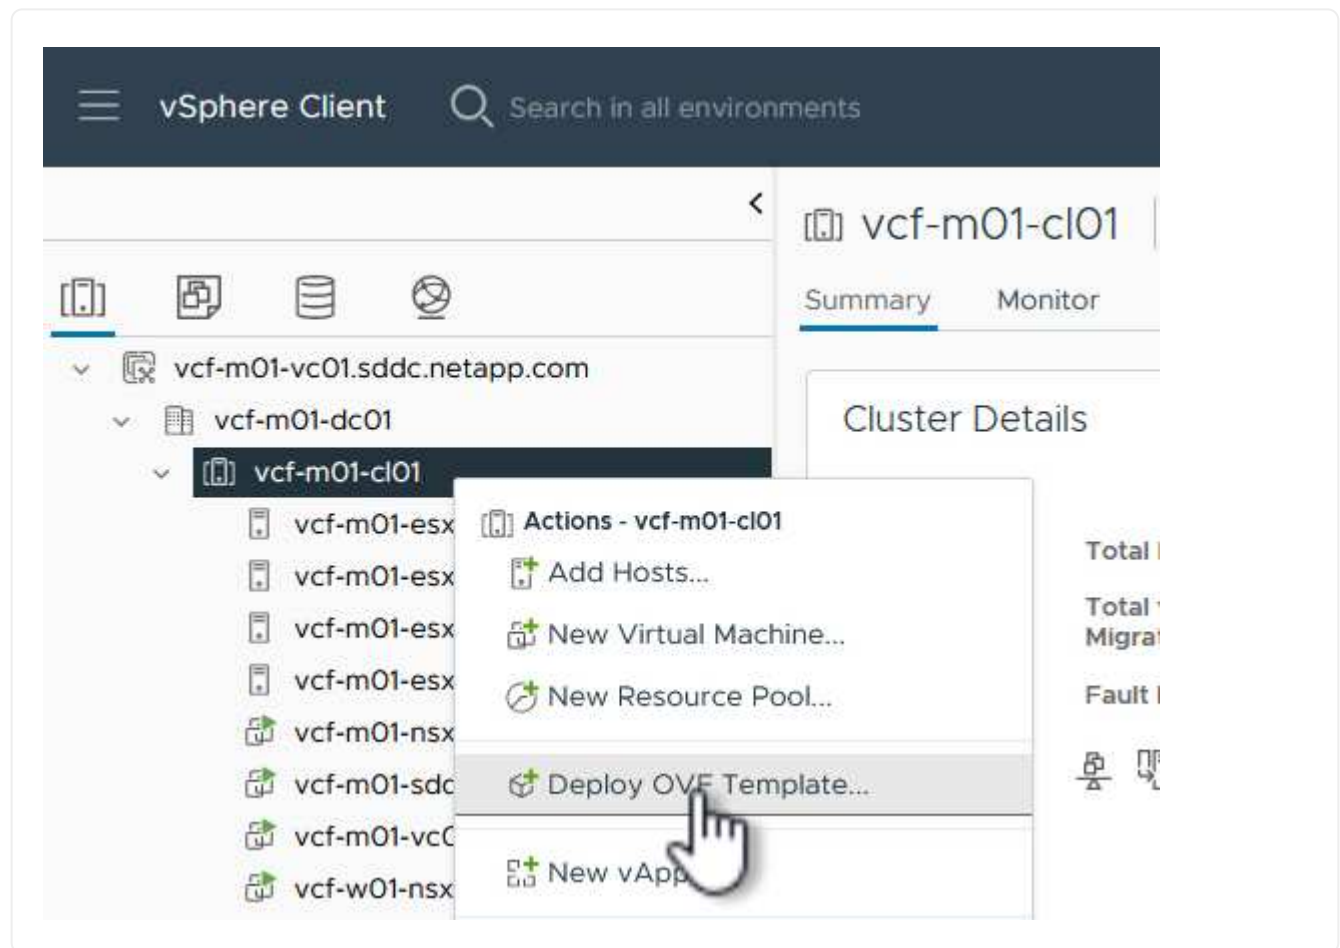 vSphere Client
Search in all environments
vcf-m01-cl01
Summary Monitor
vcf-m01-vc01.sddc.netapp.com
vcf-m01-dc01
vcf-m01-cl01
vcf-m01-esx
vcf-m01-esx
vcf-m01-esx
vcf-m01-esx
vcf-m01-nsx
vcf-m01-sdd
vcf-m01-vc0
vcf-w01-nsx
Actions - vcf-m01-cl01
Add Hosts...
New Virtual Machine...
New Resource Pool...
Deploy OVF Template...
New vApp
Cluster Details
Total
Total
Migrat
Fault